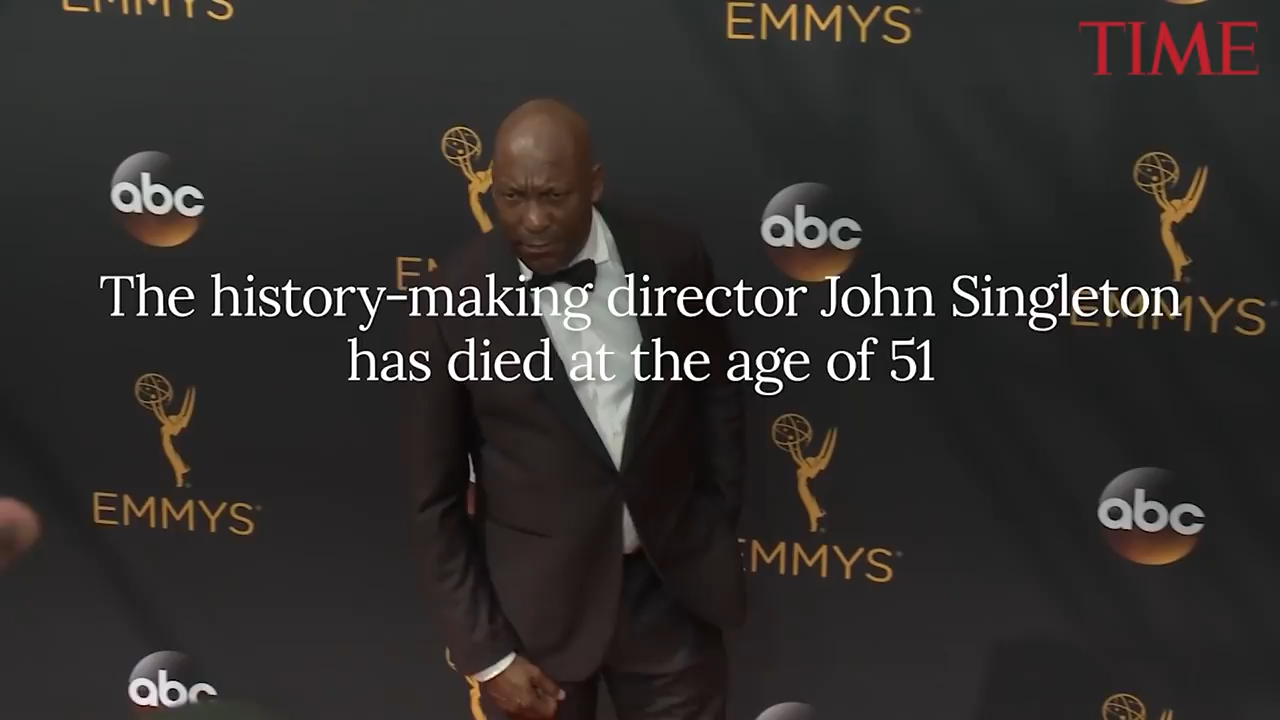 EMMYS
EMMYS
TIME
abc
abc
E
The history-making director John Singleton
EMMYS
has died at the age of 51
EMMYS
abc
EMMYS
abc